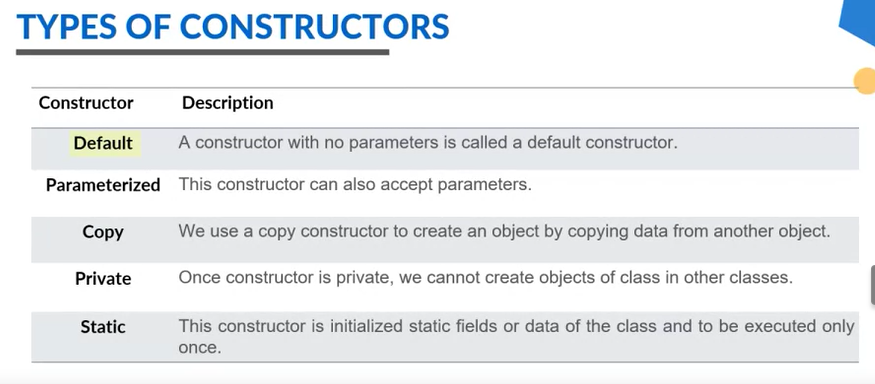 TYPES OF CONSTRUCTORS
Constructor Description
Default A constructor with no parameters is called a default constructor.
Parameterized This constructor can also accept parameters.
Copy We use a copy constructor to create an object by copying data from another object.
Private Once constructor is private, we cannot create objects of class in other classes.
Static This constructor is initialized static fields or data of the class and to be executed only
once.